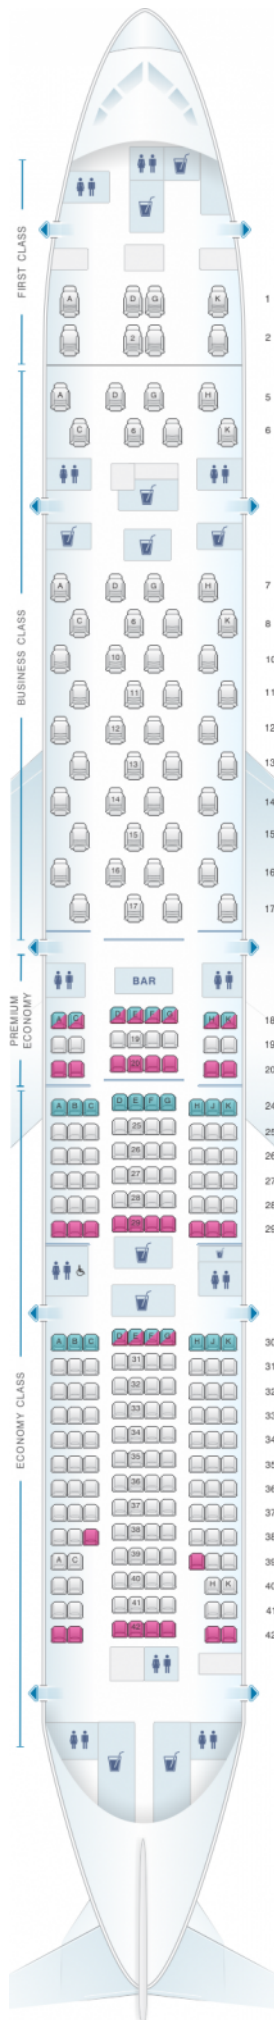 FIRST CLASS
A D G K 1
2 2
A D G H 5
C 6 K 6
BUSINESS CLASS
A D G H 7
C 6 K 8
10 10
11 11
12 12
13 13
14 14
15 15
16 16
17 17
BAR
PREMIUM
ECONOMY
A C D E F G H K 18
19 19
20 20
A B C D E F G H J K 24
25 25
26 26
27 27
28 28
29 29
ECONOMY CLASS
A B C D E F G H J K 30
31 31
32 32
33 33
34 34
35 35
36 36
37 37
38 38
A C 39 39
40 H K 40
41 41
42 42